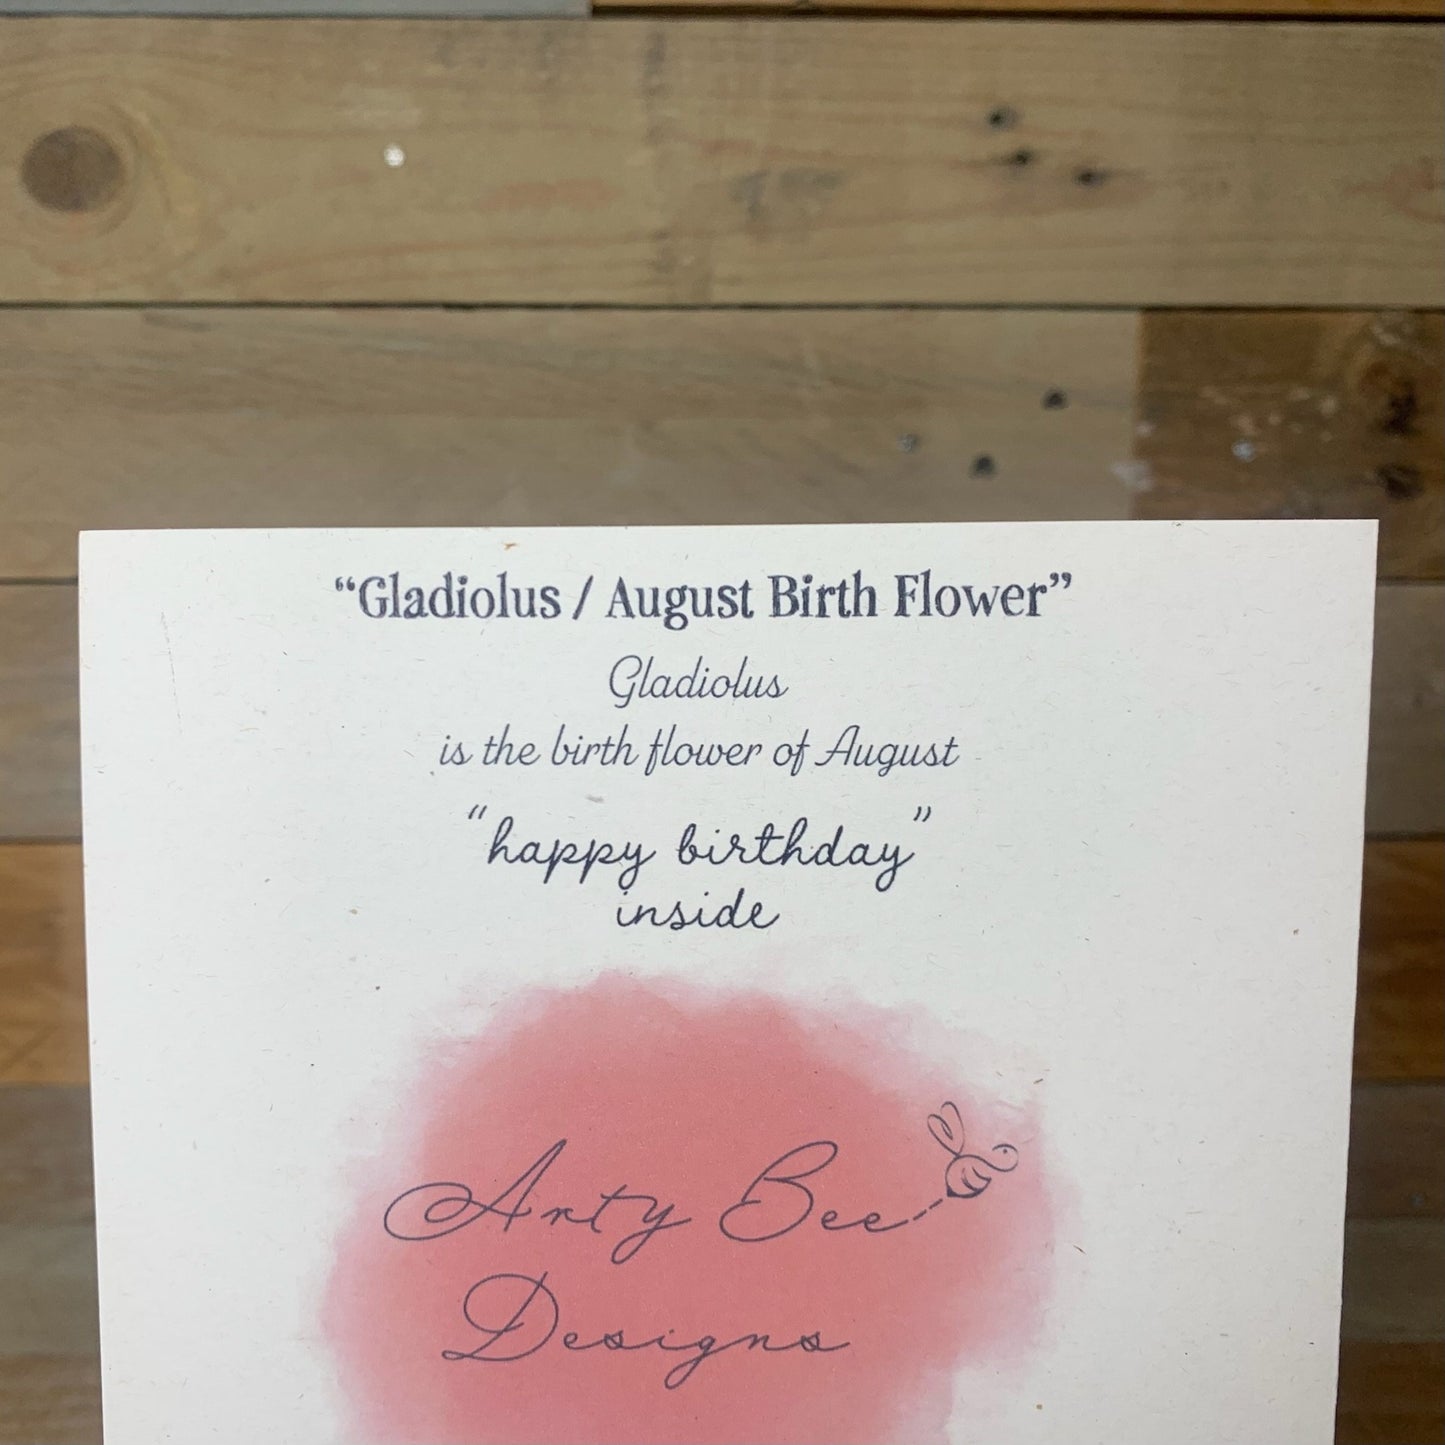 “Gladiolus / August Birth Flower”
Gladiolus
is the birth flower of August
“happy birthday”
inside
Arty Bee
Designs